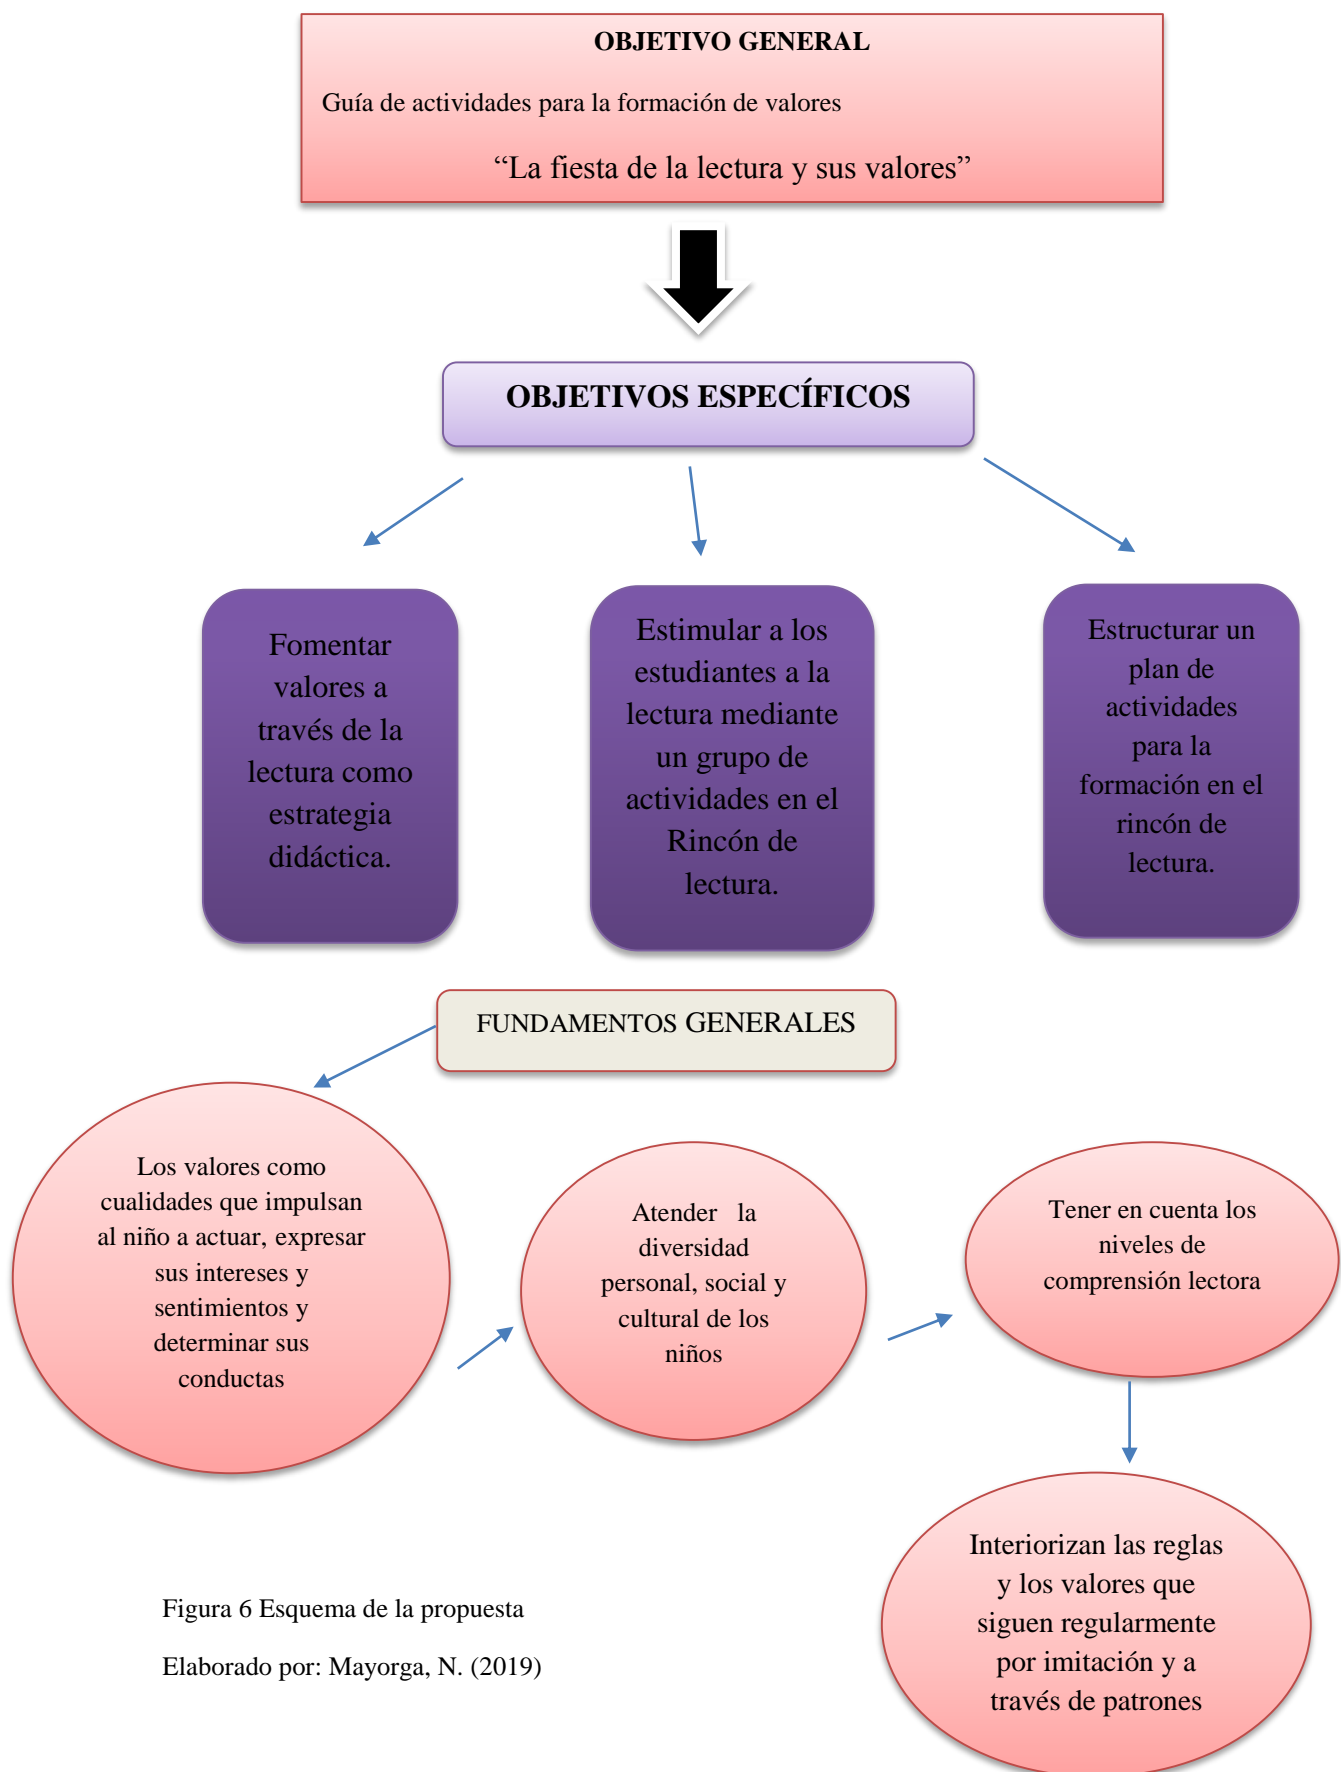 OBJETIVO GENERAL
Guía de actividades para la formación de valores
“La fiesta de la lectura y sus valores”
OBJETIVOS ESPECÍFICOS
Fomentar
valores a
través de la
lectura como
estrategia
didáctica.
Estimular a los
estudiantes a la
lectura mediante
un grupo de
actividades en el
Rincón de
lectura.
Estructurar un
plan de
actividades
para la
formación en el
rincón de
lectura.
FUNDAMENTOS GENERALES
Los valores como
cualidades que impulsan
al niño a actuar, expresar
sus intereses y
sentimientos y
determinar sus
conductas
Atender la
diversidad
personal, social y
cultural de los
niños
Tener en cuenta los
niveles de
comprensión lectora
Interiorizan las reglas
y los valores que
siguen regularmente
por imitación y a
través de patrones
Figura 6 Esquema de la propuesta
Elaborado por: Mayorga, N. (2019)